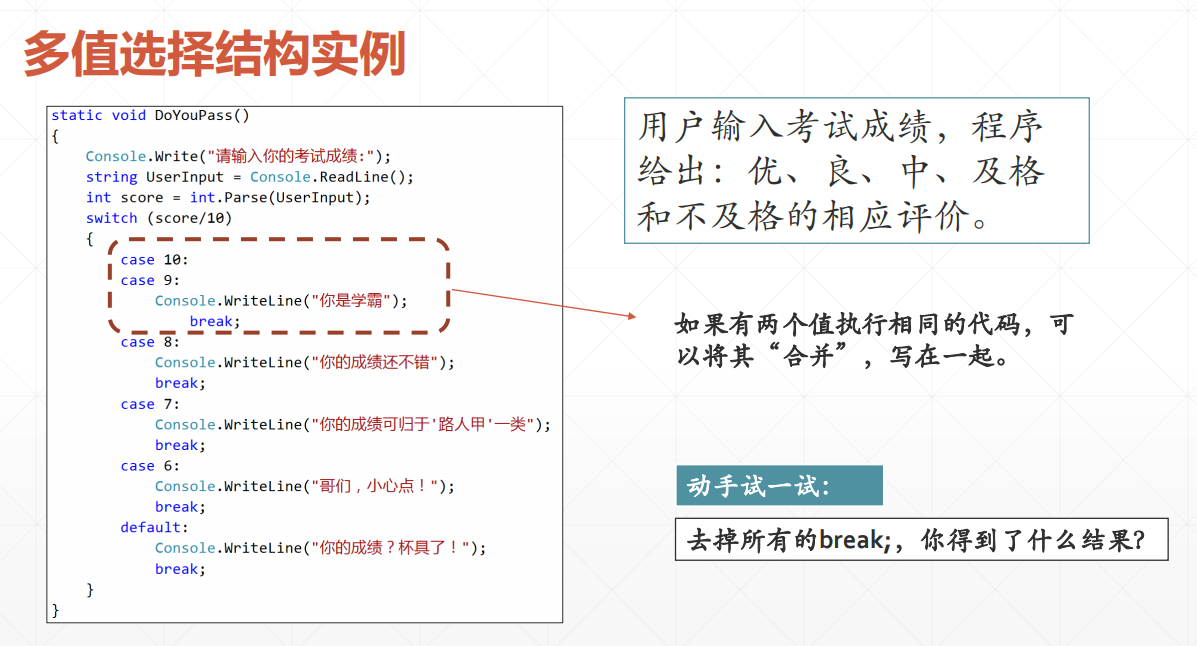 多值选择结构实例
static void DoYouPass()
{
    Console.Write("请输入你的考试成绩:");
    string UserInput = Console.ReadLine();
    int score = int.Parse(UserInput);
    switch (score/10)
    {
        case 10:
        case 9:
            Console.WriteLine("你是学霸");
                break;
        case 8:
            Console.WriteLine("你的成绩还不错");
            break;
        case 7:
            Console.WriteLine("你的成绩可归于'路人甲'一类");
            break;
        case 6:
            Console.WriteLine("哥们，小心点！");
            break;
        default:
            Console.WriteLine("你的成绩？杯具了！");
            break;
    }
}
用户输入考试成绩，程序
给出：优、良、中、及格
和不及格的相应评价。
如果有两个值执行相同的代码，可
以将其“合并”，写在一起。
动手试一试：
去掉所有的break;，你得到了什么结果？